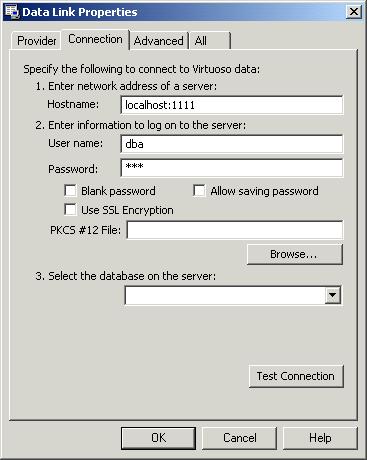 Data Link Properties
Provider Connection Advanced All
Specify the following to connect to Virtuoso data:
1. Enter network address of a server:
Hostname: localhost:1111
2. Enter information to log on to the server:
User name: dba
Password: ***
Blank password Allow saving password
Use SSL Encryption
PKCS #12 File:
Browse...
3. Select the database on the server:
Test Connection
OK Cancel Help